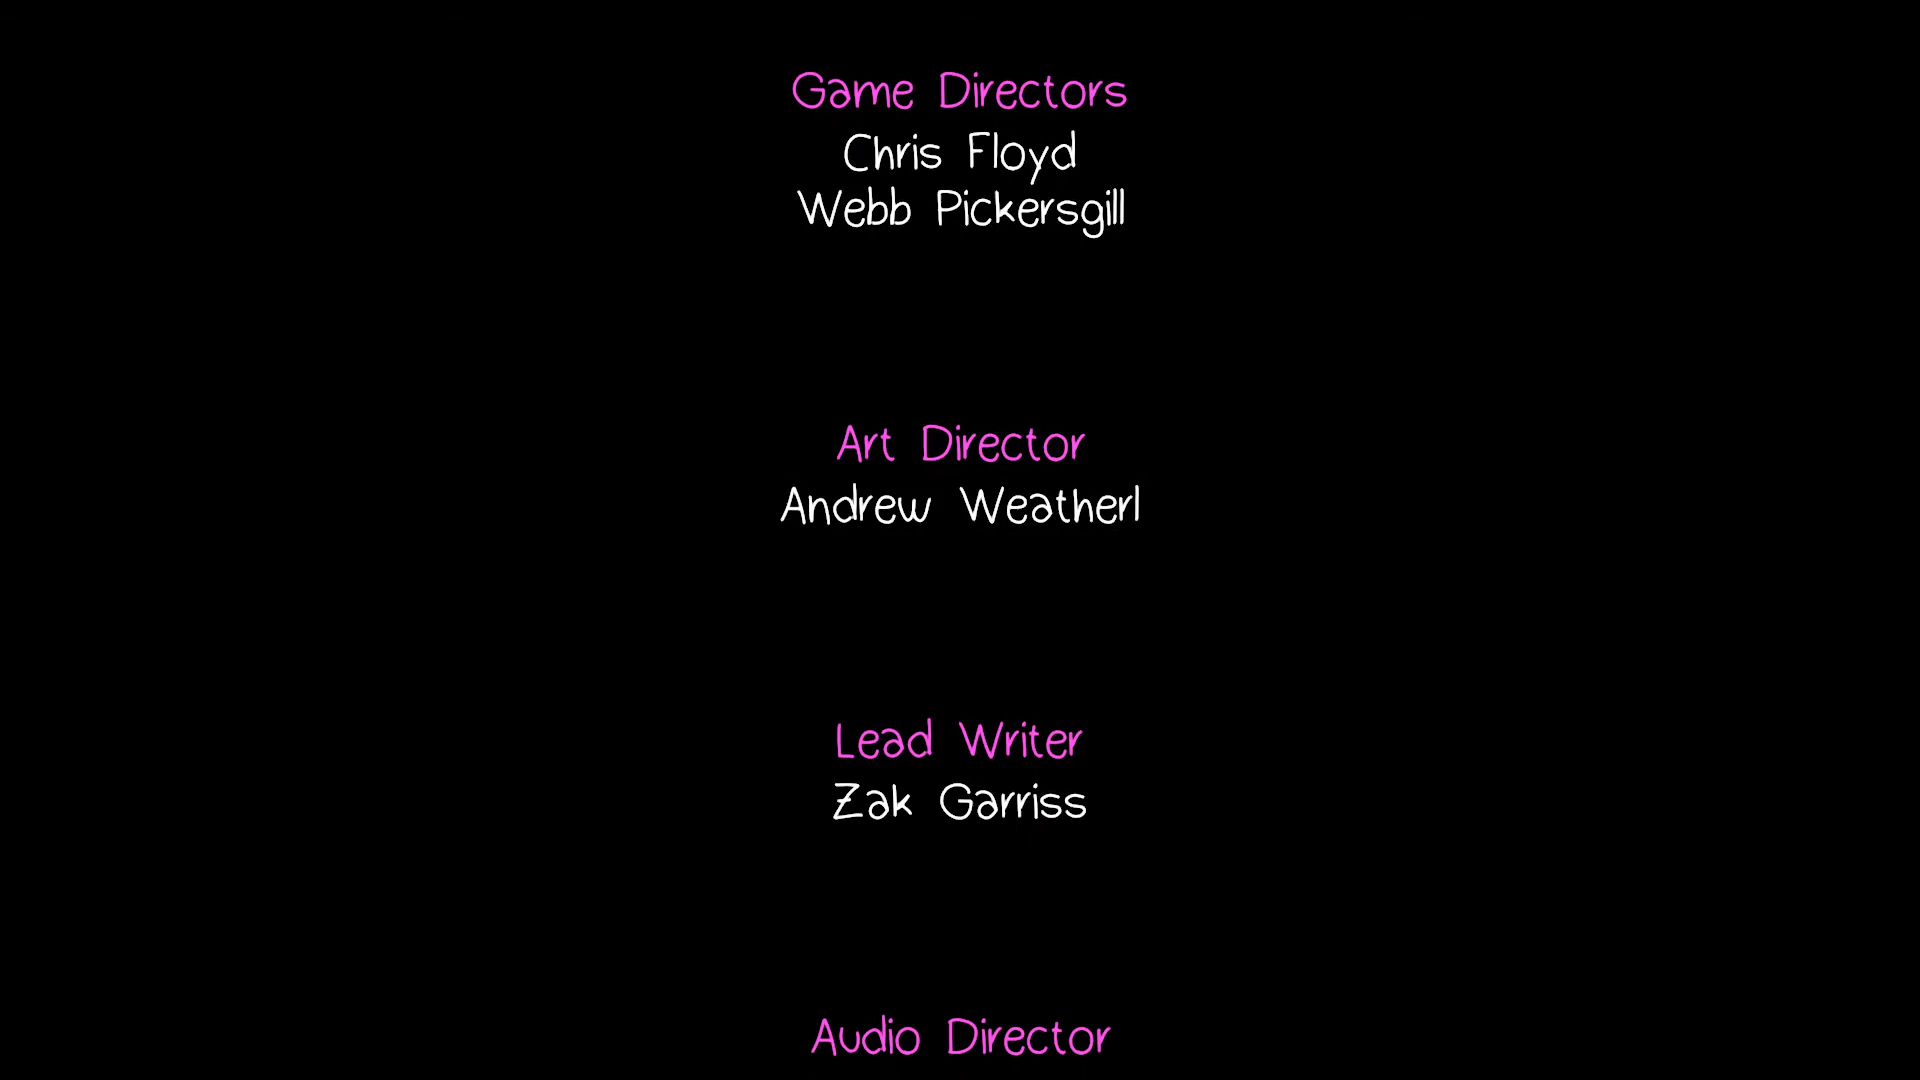 Game Directors
Chris Floyd
Webb Pickersgill
Art Director
Andrew Weatherl
Lead Writer
Zak Garriss
Audio Director